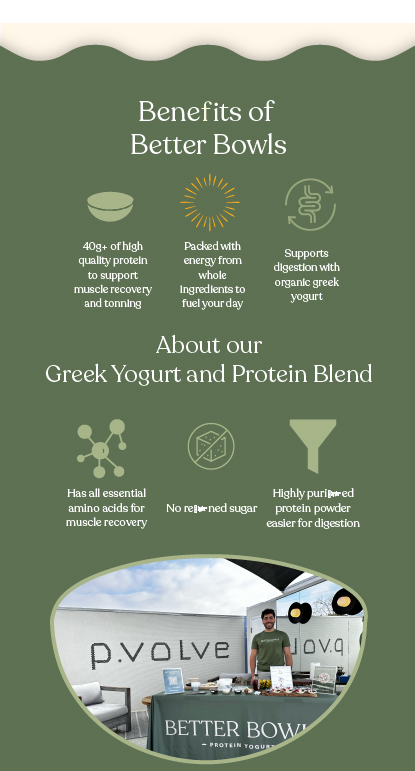 Benefits of
Better Bowls
40g+ of high
quality protein
to support
muscle recovery
and tonning
Packed with
energy from
whole
ingredients to
fuel your day
Supports
digestion with
organic greek
yogurt
About our
Greek Yogurt and Protein Blend
Has all essential
amino acids for
muscle recovery
No sugar
Highly
protein powder
easier for digestion
p.volve
p.vol
BETTER BOWL
PROTEIN YOGURT